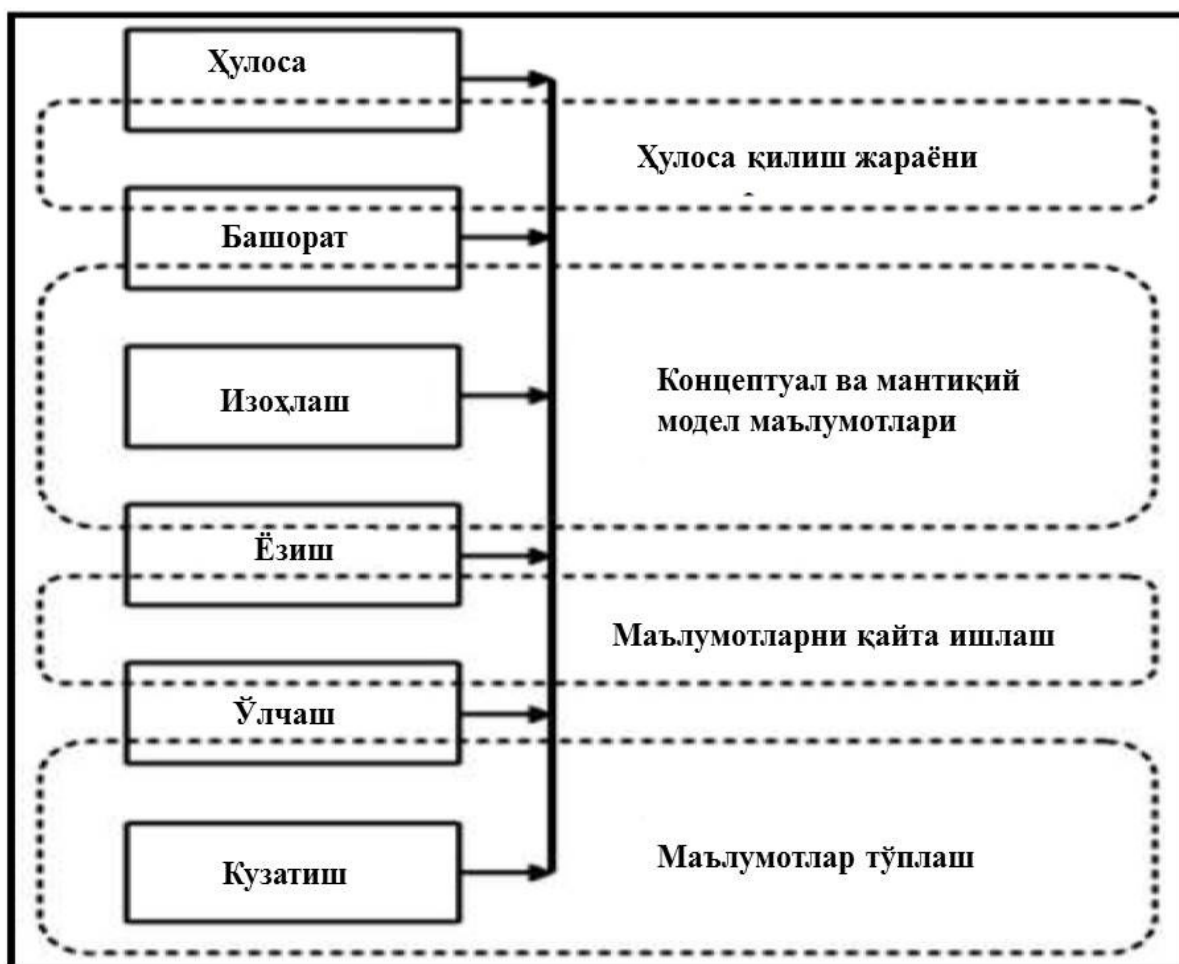 Ҳулоса
Ҳулоса қилиш жараёни
Башорат
Изоҳлаш
Концептуал ва мантиқий
модел маълумотлари
Ёзиш
Маълумотларни қайта ишлаш
Ўлчаш
Кузатиш
Маълумотлар тўплаш